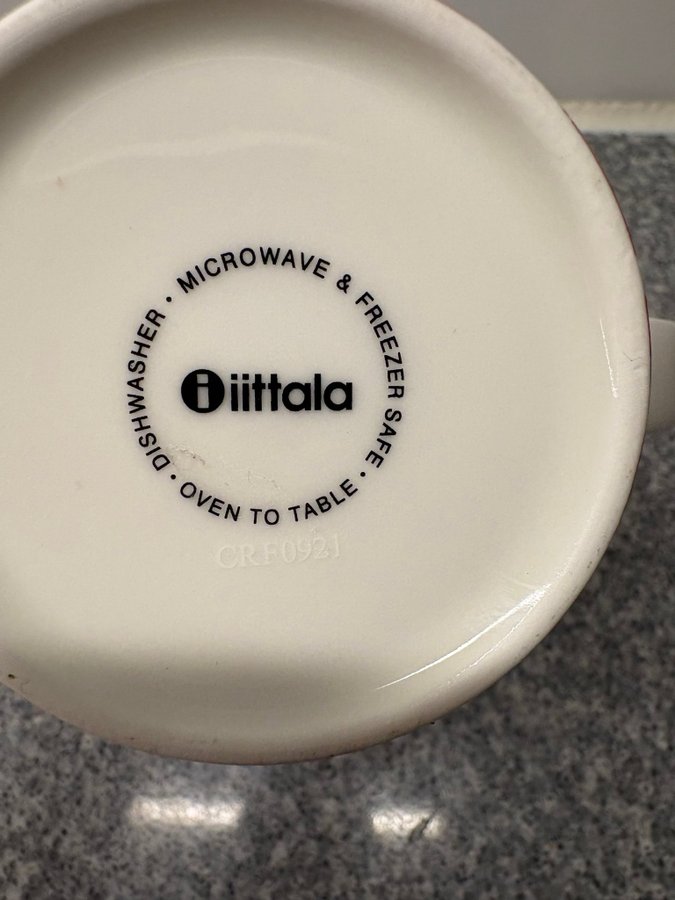 DISHWASHER · MICROWAVE & FREEZER SAFE ·
i iittala
· OVEN TO TABLE ·
CRF0921